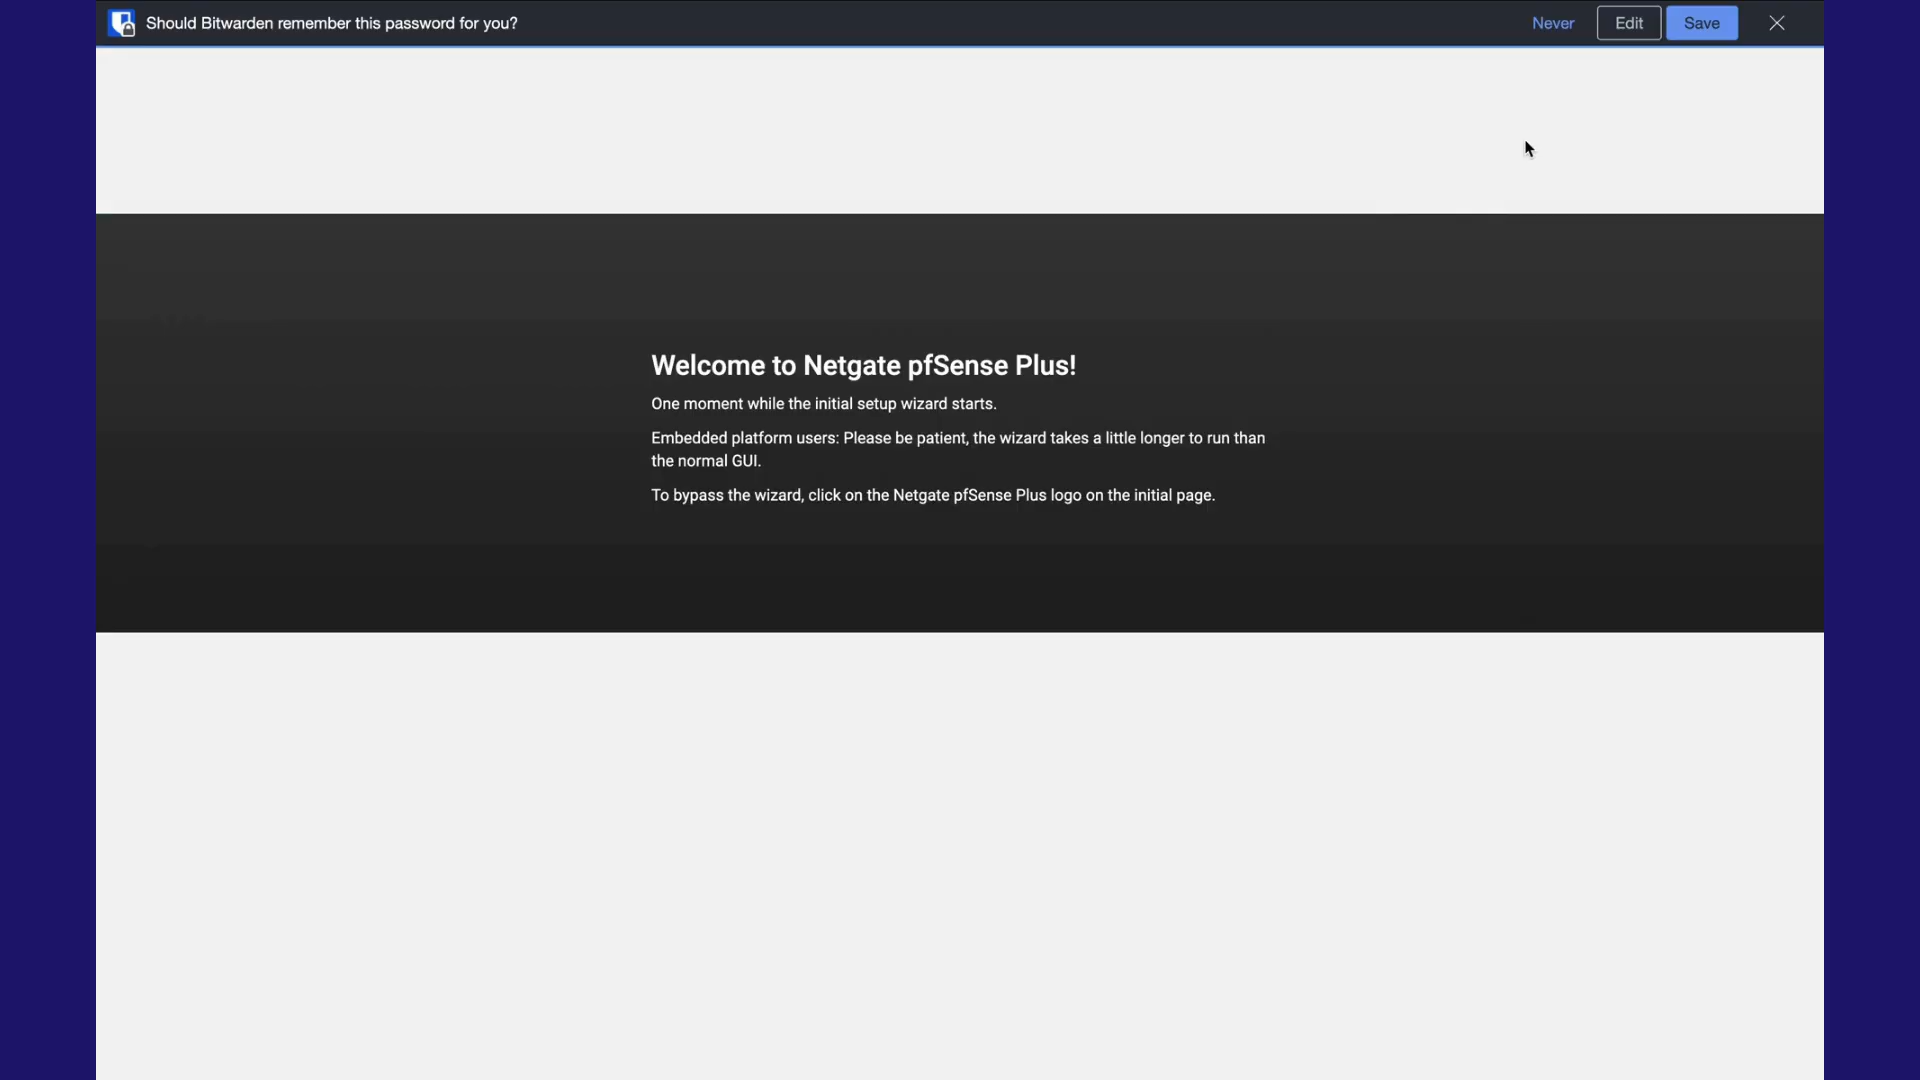 Should Bitwarden remember this password for you?
Never
Edit
Save
Welcome to Netgate pfSense Plus!
One moment while the initial setup wizard starts.
Embedded platform users: Please be patient, the wizard takes a little longer to run than
the normal GUI.
To bypass the wizard, click on the Netgate pfSense Plus logo on the initial page.